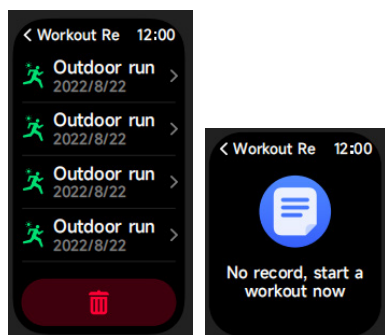 < Workout Re 12:00
Outdoor run
2022/8/22
Outdoor run
2022/8/22
Outdoor run
2022/8/22
Outdoor run
2022/8/22
< Workout Re 12:00
No record, start a
workout now